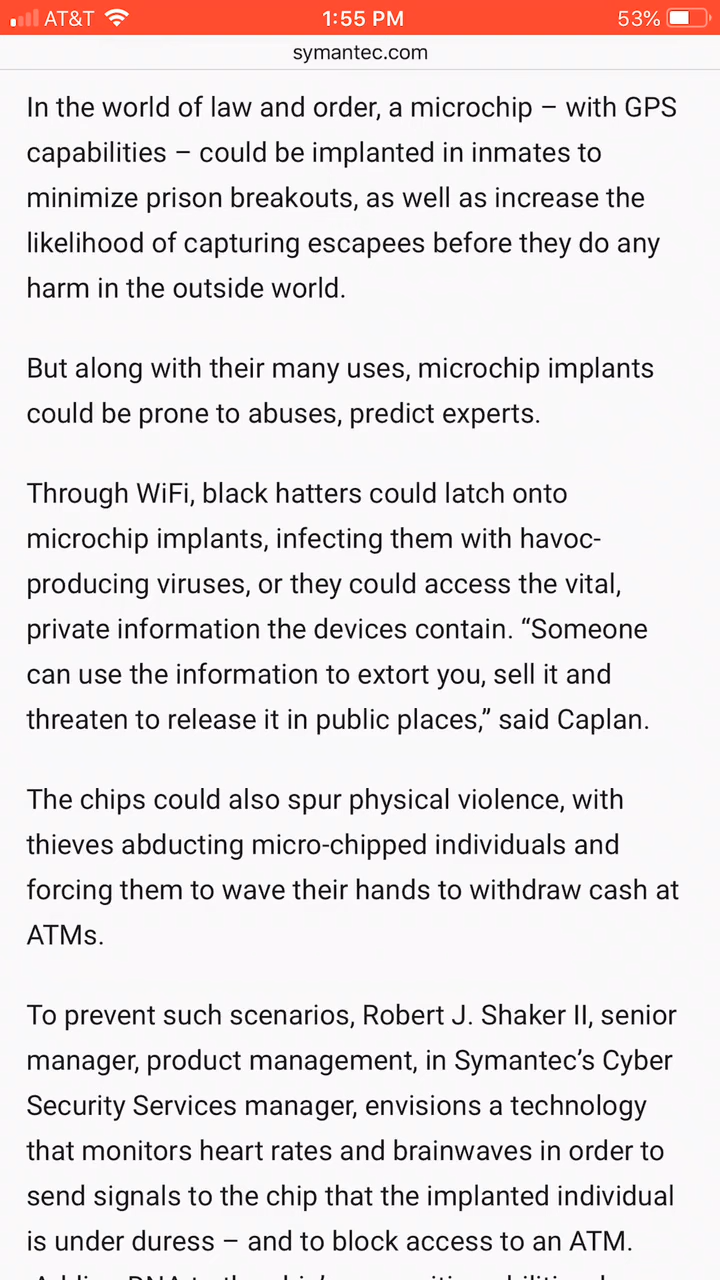 AT&T 1:55 PM 53%
symantec.com
In the world of law and order, a microchip – with GPS
capabilities – could be implanted in inmates to
minimize prison breakouts, as well as increase the
likelihood of capturing escapees before they do any
harm in the outside world.
But along with their many uses, microchip implants
could be prone to abuses, predict experts.
Through WiFi, black hatters could latch onto
microchip implants, infecting them with havoc-
producing viruses, or they could access the vital,
private information the devices contain. “Someone
can use the information to extort you, sell it and
threaten to release it in public places,” said Caplan.
The chips could also spur physical violence, with
thieves abducting micro-chipped individuals and
forcing them to wave their hands to withdraw cash at
ATMs.
To prevent such scenarios, Robert J. Shaker II, senior
manager, product management, in Symantec’s Cyber
Security Services manager, envisions a technology
that monitors heart rates and brainwaves in order to
send signals to the chip that the implanted individual
is under duress – and to block access to an ATM.